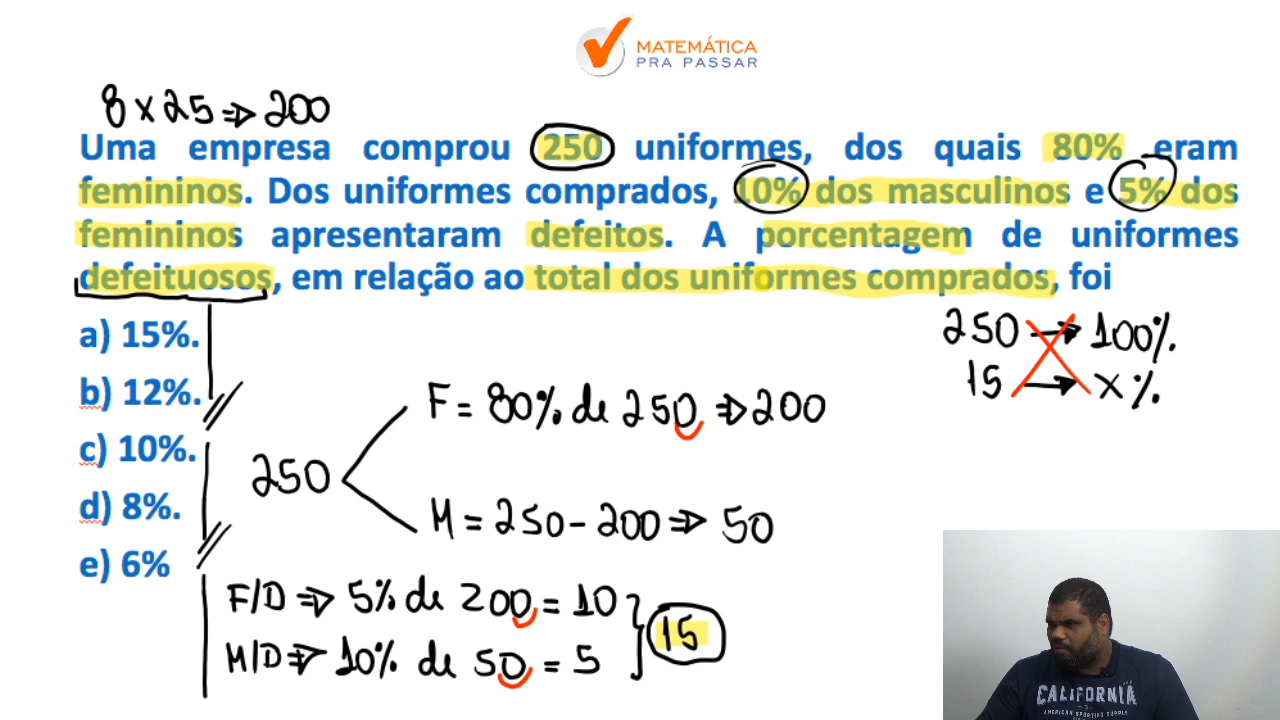 MATEMÁTICA
PRA PASSAR
8 x 25 ⇒ 200
Uma empresa comprou 250 uniformes, dos quais 80% eram
femininos. Dos uniformes comprados, 10% dos masculinos e 5% dos
femininos apresentaram defeitos. A porcentagem de uniformes
defeituosos, em relação ao total dos uniformes comprados, foi
a) 15%.
b) 12%.
c) 10%.
d) 8%.
e) 6%
250 → 100%
15 → x%
F = 80% de 250 ⇒ 200
250
M = 250 - 200 ⇒ 50
F/D ⇒ 5% de 200 = 10
M/D ⇒ 10% de 50 = 5
15
CALIFORNIA
AMERICAN SPORTING SUPPLY